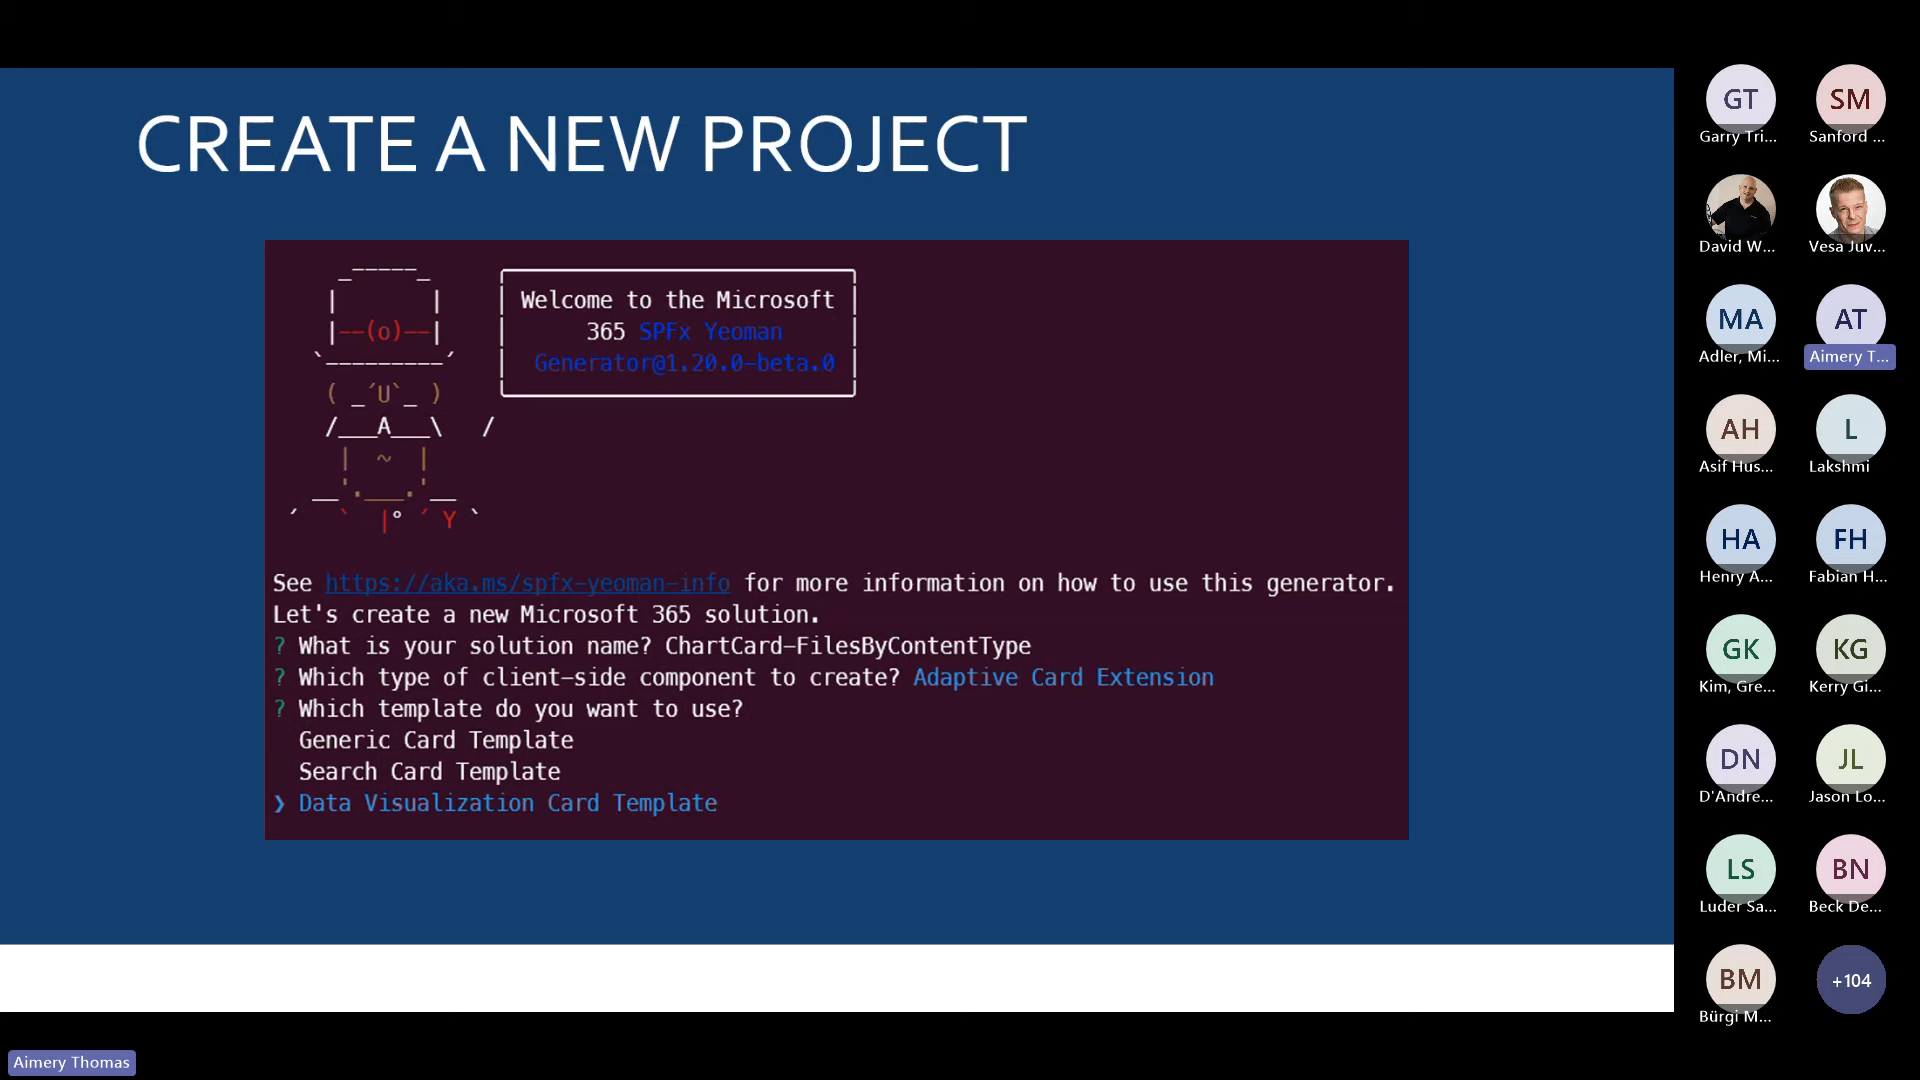 CREATE A NEW PROJECT
Welcome to the Microsoft
365 SPFx Yeoman
Generator@1.20.0-beta.0
See https://aka.ms/spfx-yeoman-info for more information on how to use this generator.
Let's create a new Microsoft 365 solution.
? What is your solution name? ChartCard-FilesByContentType
? Which type of client-side component to create? Adaptive Card Extension
? Which template do you want to use?
Generic Card Template
Search Card Template
❯ Data Visualization Card Template
GT
Garry Tri...
SM
Sanford ...
David W...
Vesa Juv...
MA
Adler, Mi...
AT
Aimery T...
AH
Asif Hus...
L
Lakshmi
HA
Henry A...
FH
Fabian H...
GK
Kim, Gre...
KG
Kerry Gi...
DN
D'Andre...
JL
Jason Lo...
LS
Luder Sa...
BN
Beck De...
BM
Bürgi M...
+104
Aimery Thomas